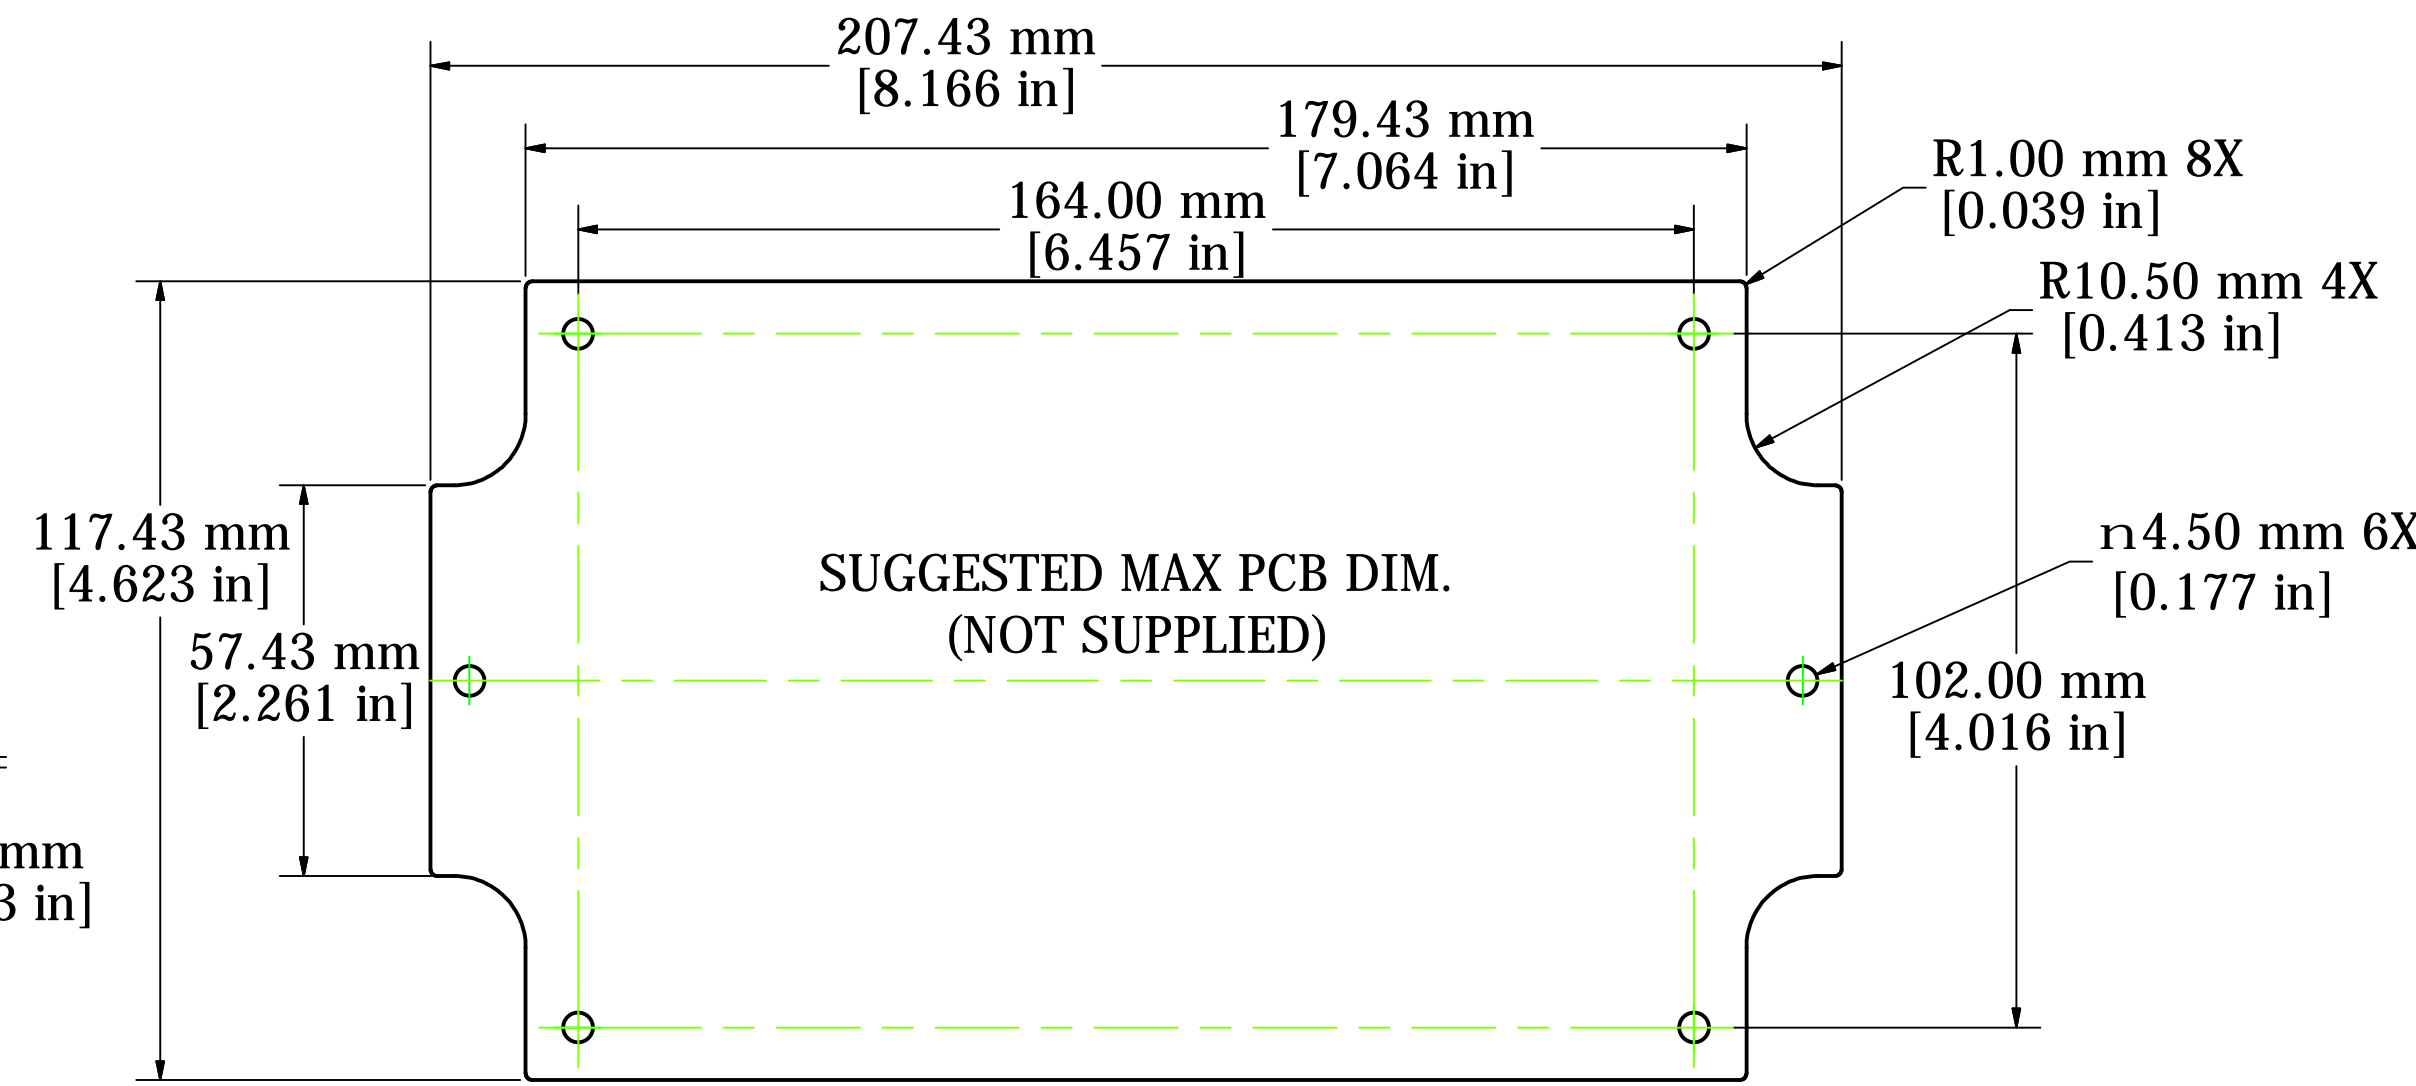 207.43 mm
[8.166 in]
179.43 mm
[7.064 in]
164.00 mm
[6.457 in]
R1.00 mm 8X
[0.039 in]
R10.50 mm 4X
[0.413 in]
117.43 mm
[4.623 in]
57.43 mm
[2.261 in]
SUGGESTED MAX PCB DIM.
(NOT SUPPLIED)
n4.50 mm 6X
[0.177 in]
102.00 mm
[4.016 in]
mm
3 in]